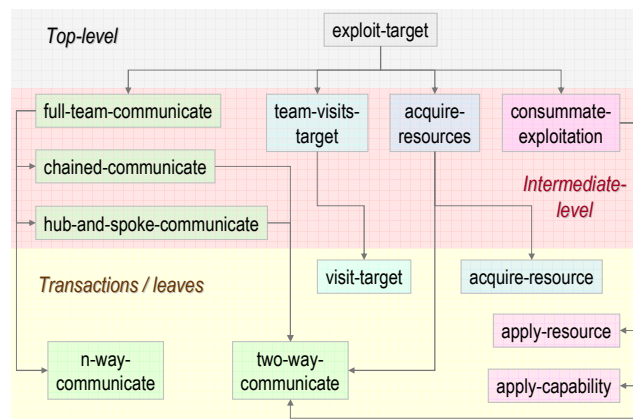 Top-level
exploit-target
full-team-communicate
team-visits-
target
acquire-
resources
consummate-
exploitation
chained-communicate
hub-and-spoke-communicate
Intermediate-
level
Transactions / leaves
visit-target
acquire-resource
apply-resource
n-way-
communicate
two-way-
communicate
apply-capability